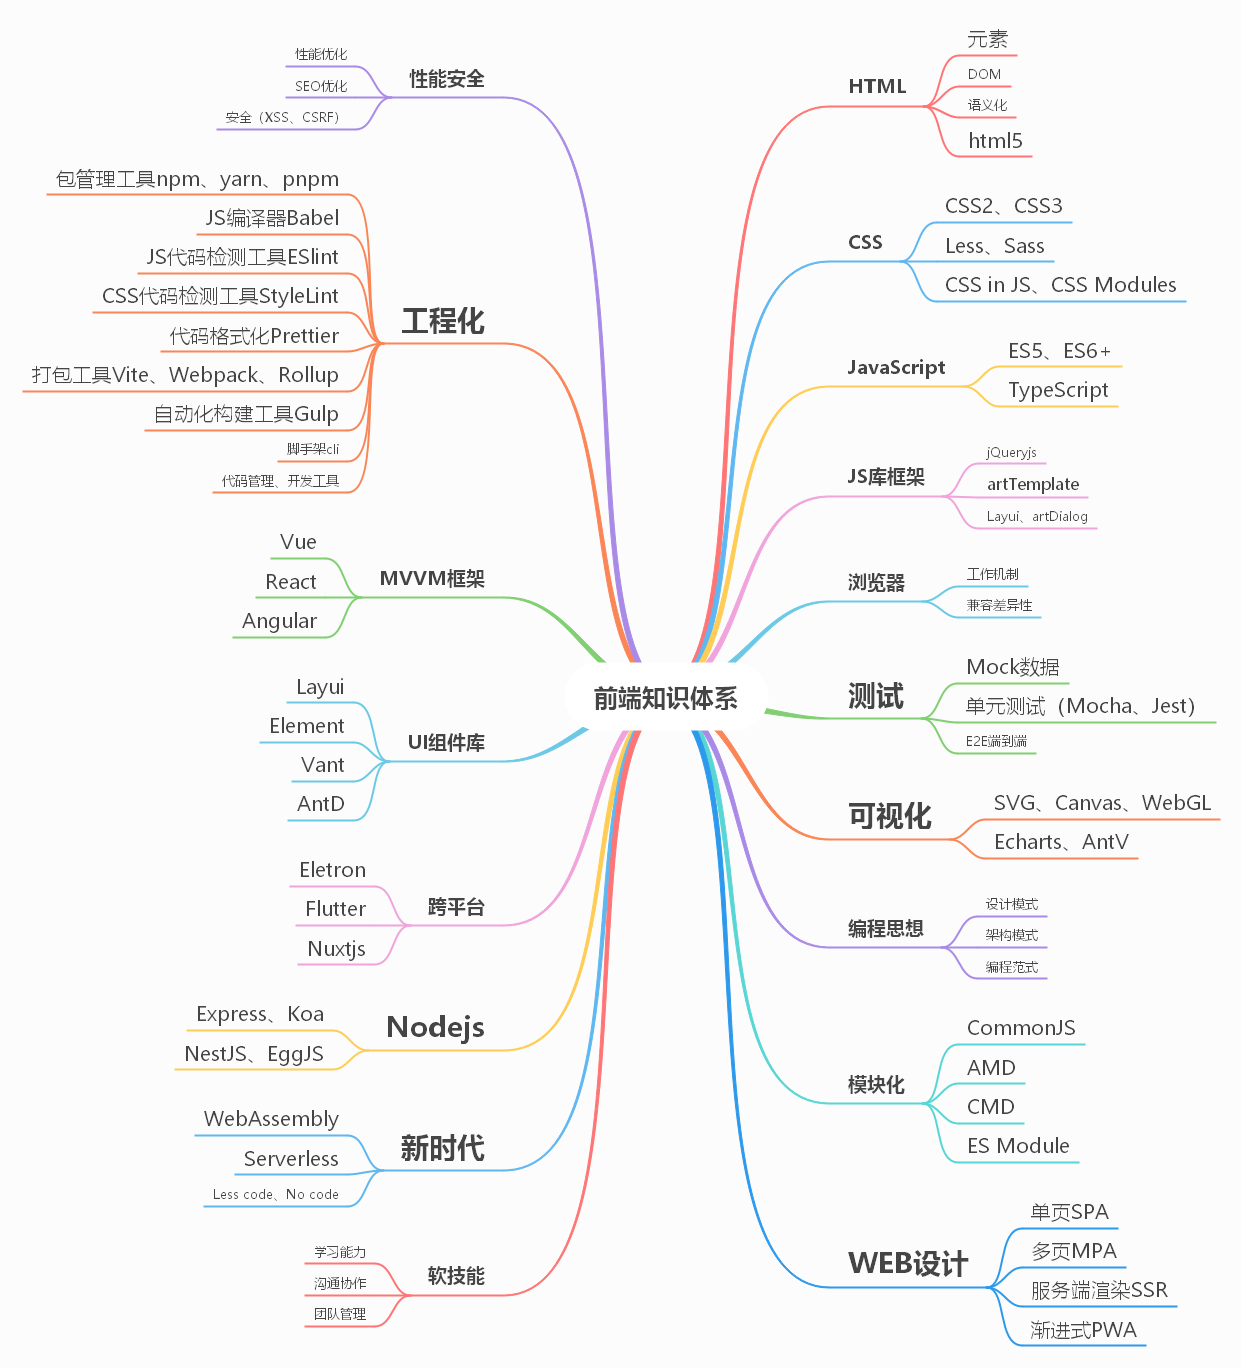 前端知识体系
HTML
元素
DOM
语义化
html5
CSS
CSS2、CSS3
Less、Sass
CSS in JS、CSS Modules
JavaScript
ES5、ES6+
TypeScript
JS库框架
jQueryjs
artTemplate
Layui、artDialog
浏览器
工作机制
兼容差异性
测试
Mock数据
单元测试（Mocha、Jest）
E2E端到端
可视化
SVG、Canvas、WebGL
Echarts、AntV
编程思想
设计模式
架构模式
编程范式
模块化
CommonJS
AMD
CMD
ES Module
WEB设计
单页SPA
多页MPA
服务端渲染SSR
渐进式PWA
性能安全
性能优化
SEO优化
安全（XSS、CSRF）
工程化
包管理工具npm、yarn、pnpm
JS编译器Babel
JS代码检测工具ESlint
CSS代码检测工具StyleLint
代码格式化Prettier
打包工具Vite、Webpack、Rollup
自动化构建工具Gulp
脚手架cli
代码管理、开发工具
MVVM框架
Vue
React
Angular
UI组件库
Layui
Element
Vant
AntD
跨平台
Eletron
Flutter
Nuxtjs
Nodejs
Express、Koa
NestJS、EggJS
新时代
WebAssembly
Serverless
Less code、No code
软技能
学习能力
沟通协作
团队管理